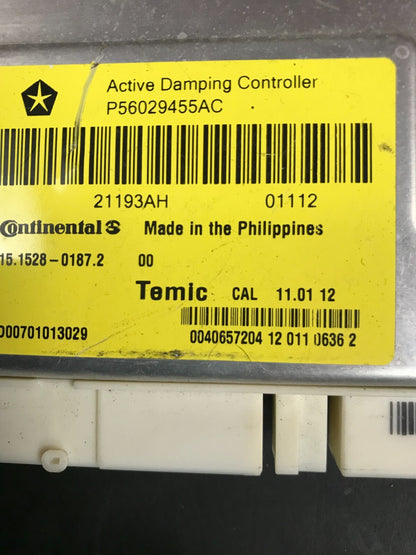 Active Damping Controller
P56029455AC
21193AH 01112
Continental Made in the Philippines
15.1528-0187.2 00
Temic CAL 11.01 12
000701013029
0040657204 12 011 0636 2